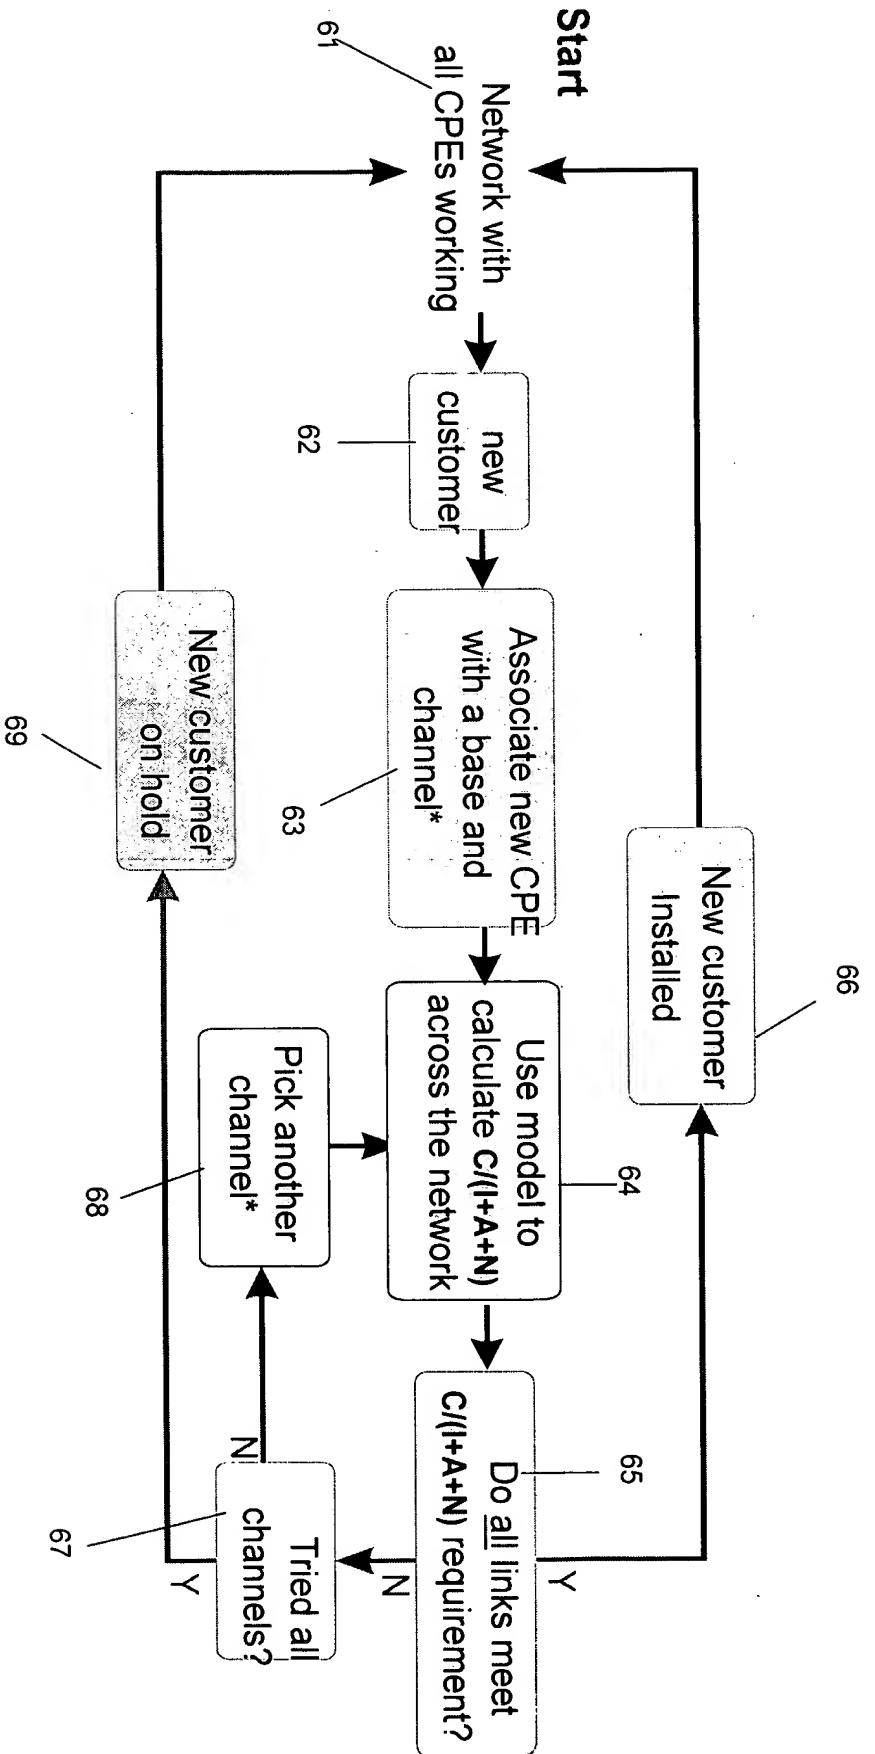 Start
61
Network with
all CPEs working
new
customer
62
Associate new CPE
with a base and
channel*
63
Use model to
calculate C/(I+A+N)
across the network
64
Do all links meet
C/(I+A+N) requirement?
65
Y
N
New customer
Installed
66
Tried all
channels?
67
N
Y
Pick another
channel*
68
New customer
on hold
69